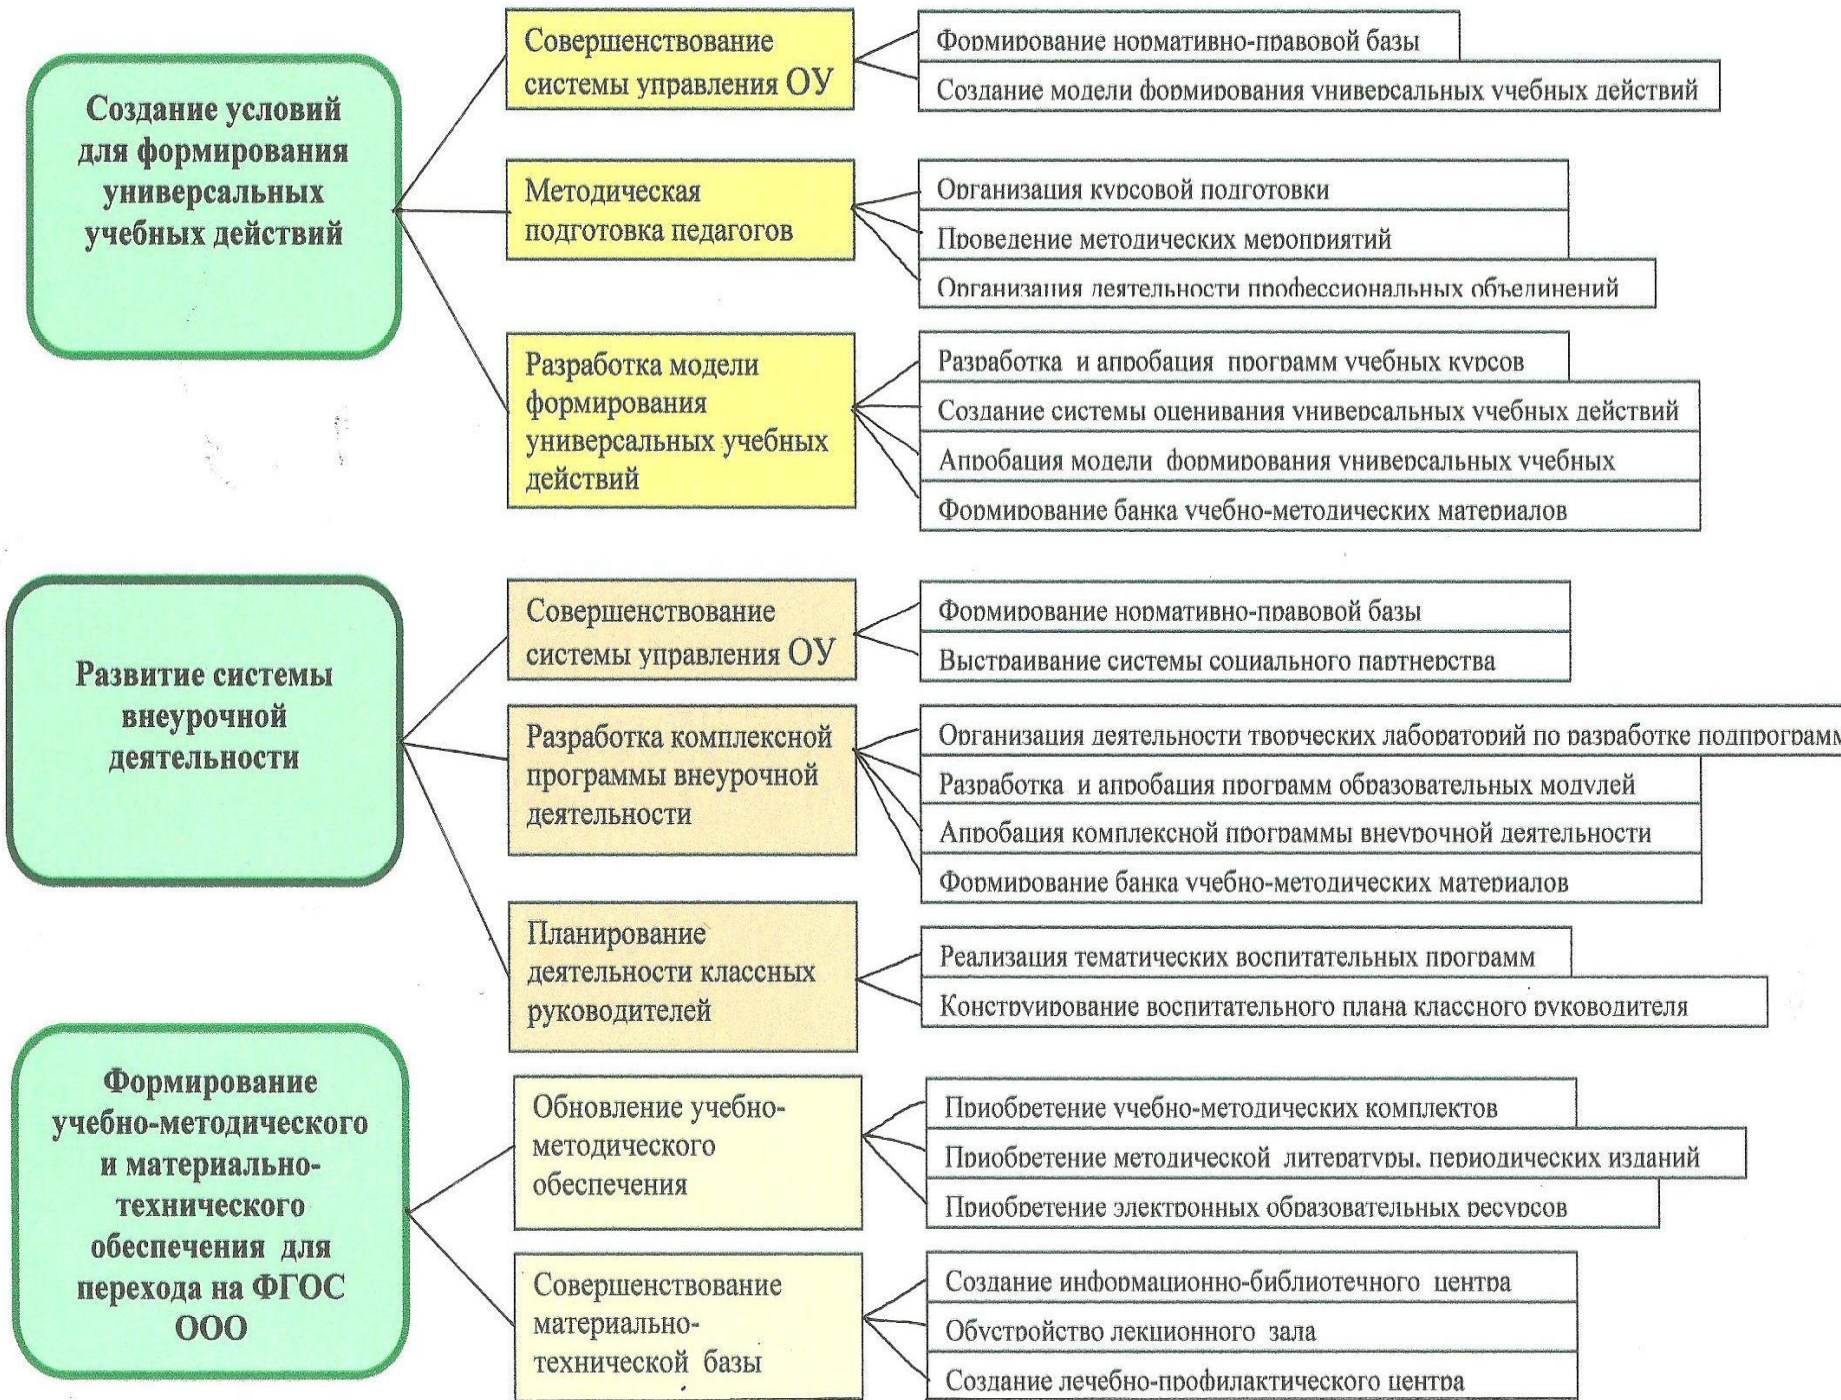 Создание условий
для формирования
универсальных
учебных действий
Совершенствование
системы управления ОУ
Формирование нормативно-правовой базы
Создание модели формирования универсальных учебных действий
Методическая
подготовка педагогов
Организация курсовой подготовки
Проведение методических мероприятий
Организация деятельности профессиональных объединений
Разработка модели
формирования
универсальных учебных
действий
Разработка и апробация программ учебных курсов
Создание системы оценивания универсальных учебных действий
Апробация модели формирования универсальных учебных
Формирование банка учебно-методических материалов
Развитие системы
внеурочной
деятельности
Совершенствование
системы управления ОУ
Формирование нормативно-правовой базы
Выстраивание системы социального партнерства
Разработка комплексной
программы внеурочной
деятельности
Организация деятельности творческих лабораторий по разработке подпрограмм
Разработка и апробация программ образовательных модулей
Апробация комплексной программы внеурочной деятельности
Формирование банка учебно-методических материалов
Планирование
деятельности классных
руководителей
Реализация тематических воспитательных программ
Конструирование воспитательного плана классного руководителя
Формирование
учебно-методического
и материально-
технического
обеспечения для
перехода на ФГОС
ООО
Обновление учебно-
методического
обеспечения
Приобретение учебно-методических комплектов
Приобретение методической литературы, периодических изданий
Приобретение электронных образовательных ресурсов
Совершенствование
материально-
технической базы
Создание информационно-библиотечного центра
Обустройство лекционного зала
Создание лечебно-профилактического центра